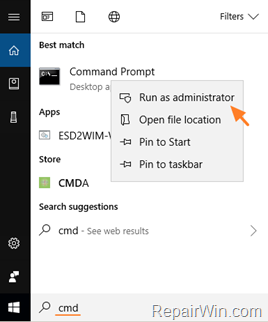 Filters
Best match
Command Prompt
Desktop a
Run as administrator
Open file location
Pin to Start
Pin to taskbar
Apps
ESD2WIM-W
Store
CMDA
Search suggestions
cmd - See web results
cmd
RepairWin.com